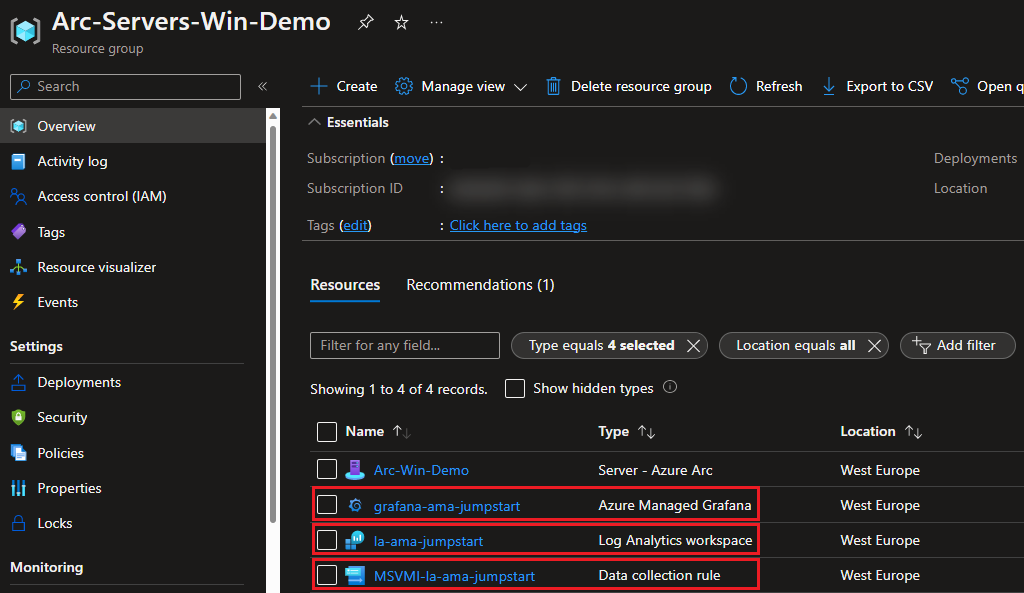 Arc-Servers-Win-Demo
Resource group
Search
Overview
Activity log
Access control (IAM)
Tags
Resource visualizer
Events
Settings
Deployments
Security
Policies
Properties
Locks
Monitoring
Create Manage view Delete resource group Refresh Export to CSV Open q
Essentials
Subscription (move) : Deployments
Subscription ID : Location
Tags (edit) : Click here to add tags
Resources Recommendations (1)
Filter for any field... Type equals 4 selected Location equals all Add filter
Showing 1 to 4 of 4 records. Show hidden types
Name Type Location
Arc-Win-Demo Server - Azure Arc West Europe
grafana-ama-jumpstart Azure Managed Grafana West Europe
la-ama-jumpstart Log Analytics workspace West Europe
MSVMI-la-ama-jumpstart Data collection rule West Europe